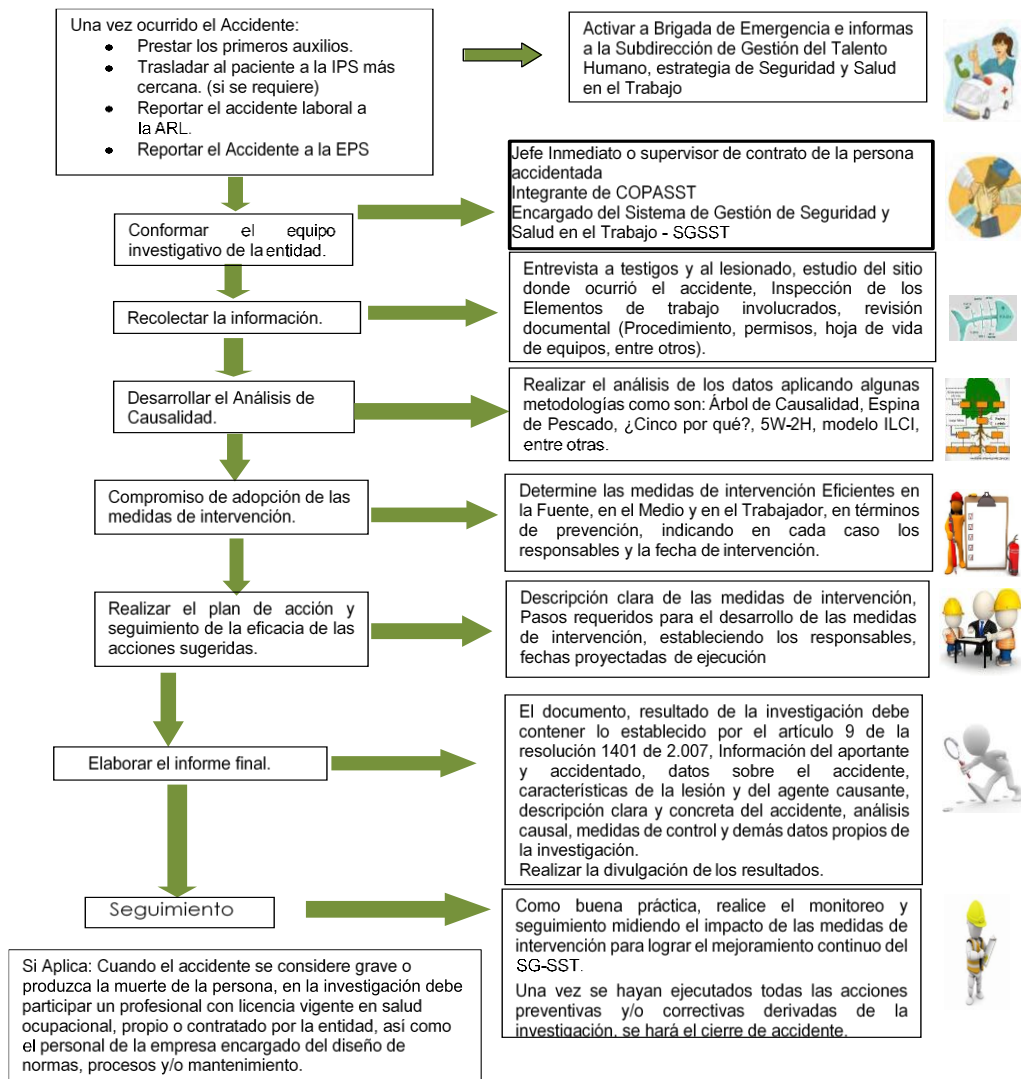 Una vez ocurrido el Accidente:
● Prestar los primeros auxilios.
● Trasladar al paciente a la IPS más
cercana. (si se requiere)
● Reportar el accidente laboral a
la ARL.
● Reportar el Accidente a la EPS
Activar a Brigada de Emergencia e informas
a la Subdirección de Gestión del Talento
Humano, estrategia de Seguridad y Salud
en el Trabajo
Conformar el equipo
investigativo de la entidad.
Jefe Inmediato o supervisor de contrato de la persona
accidentada
Integrante de COPASST
Encargado del Sistema de Gestión de Seguridad y
Salud en el Trabajo - SGSST
Recolectar la información.
Entrevista a testigos y al lesionado, estudio del sitio
donde ocurrió el accidente, Inspección de los
Elementos de trabajo involucrados, revisión
documental (Procedimiento, permisos, hoja de vida
de equipos, entre otros).
Desarrollar el Análisis de
Causalidad.
Realizar el análisis de los datos aplicando algunas
metodologías como son: Árbol de Causalidad, Espina
de Pescado, ¿Cinco por qué?, 5W-2H, modelo ILCI,
entre otras.
Compromiso de adopción de las
medidas de intervención.
Determine las medidas de intervención Eficientes en
la Fuente, en el Medio y en el Trabajador, en términos
de prevención, indicando en cada caso los
responsables y la fecha de intervención.
Realizar el plan de acción y
seguimiento de la eficacia de las
acciones sugeridas.
Descripción clara de las medidas de intervención,
Pasos requeridos para el desarrollo de las medidas
de intervención, estableciendo los responsables,
fechas proyectadas de ejecución
Elaborar el informe final.
El documento, resultado de la investigación debe
contener lo establecido por el artículo 9 de la
resolución 1401 de 2.007, Información del aportante
y accidentado, datos sobre el accidente,
características de la lesión y del agente causante,
descripción clara y concreta del accidente, análisis
causal, medidas de control y demás datos propios de
la investigación.
Realizar la divulgación de los resultados.
Seguimiento
Como buena práctica, realice el monitoreo y
seguimiento midiendo el impacto de las medidas de
intervención para lograr el mejoramiento continuo del
SG-SST.
Una vez se hayan ejecutados todas las acciones
preventivas y/o correctivas derivadas de la
investigación, se hará el cierre de accidente.
Si Aplica: Cuando el accidente se considere grave o
produzca la muerte de la persona, en la investigación debe
participar un profesional con licencia vigente en salud
ocupacional, propio o contratado por la entidad, así como
el personal de la empresa encargado del diseño de
normas, procesos y/o mantenimiento.